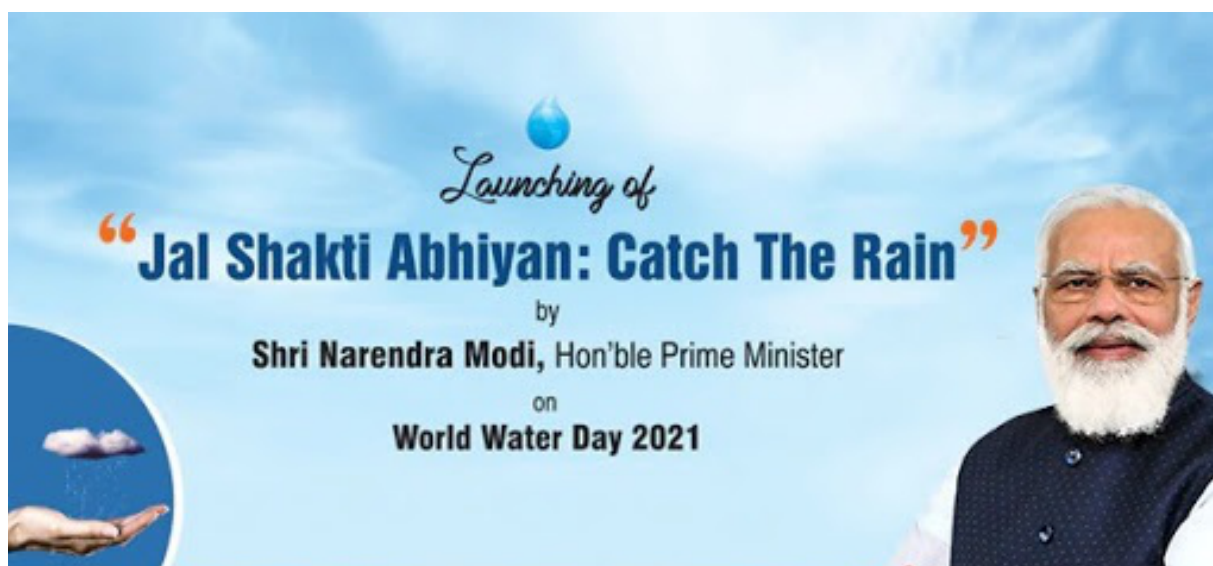 Launching of
“Jal Shakti Abhiyan: Catch The Rain”
by
Shri Narendra Modi, Hon’ble Prime Minister
on
World Water Day 2021